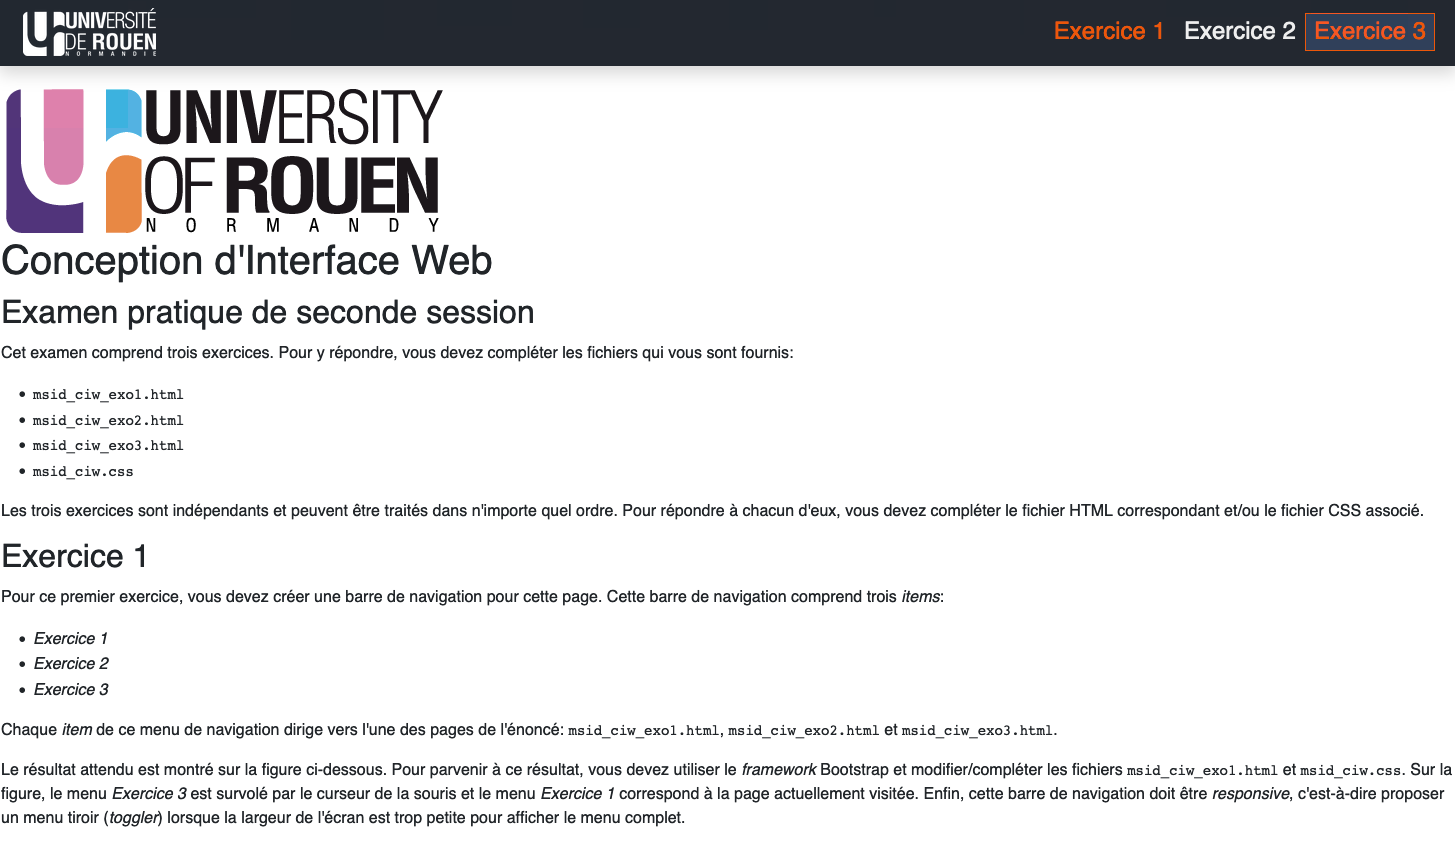 UNIVERSITÉ
DE ROUEN
NORMANDIE
Exercice 1 Exercice 2 Exercice 3
UNIVERSITY
OF ROUEN
NORMANDY
Conception d'Interface Web
Examen pratique de seconde session
Cet examen comprend trois exercices. Pour y répondre, vous devez compléter les fichiers qui vous sont fournis:
• msid_ciw_exo1.html
• msid_ciw_exo2.html
• msid_ciw_exo3.html
• msid_ciw.css
Les trois exercices sont indépendants et peuvent être traités dans n'importe quel ordre. Pour répondre à chacun d'eux, vous devez compléter le fichier HTML correspondant et/ou le fichier CSS associé.
Exercice 1
Pour ce premier exercice, vous devez créer une barre de navigation pour cette page. Cette barre de navigation comprend trois items:
• Exercice 1
• Exercice 2
• Exercice 3
Chaque item de ce menu de navigation dirige vers l'une des pages de l'énoncé: msid_ciw_exo1.html, msid_ciw_exo2.html et msid_ciw_exo3.html.
Le résultat attendu est montré sur la figure ci-dessous. Pour parvenir à ce résultat, vous devez utiliser le framework Bootstrap et modifier/compléter les fichiers msid_ciw_exo1.html et msid_ciw.css. Sur la
figure, le menu Exercice 3 est survolé par le curseur de la souris et le menu Exercice 1 correspond à la page actuellement visitée. Enfin, cette barre de navigation doit être responsive, c'est-à-dire proposer
un menu tiroir (toggler) lorsque la largeur de l'écran est trop petite pour afficher le menu complet.